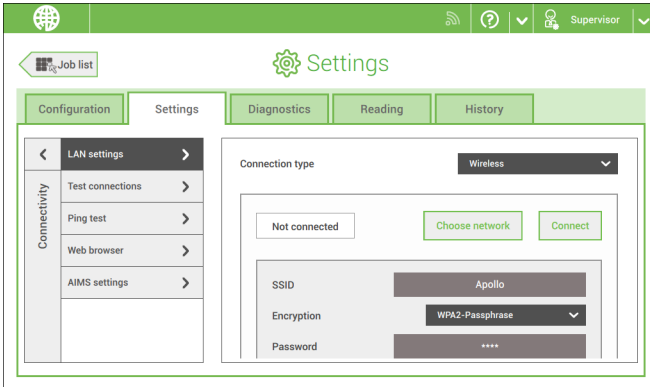 Supervisor
Job list
Settings
Configuration
Settings
Diagnostics
Reading
History
Connectivity
LAN settings
Test connections
Ping test
Web browser
AIMS settings
Connection type
Wireless
Not connected
Choose network
Connect
SSID
Apollo
Encryption
WPA2-Passphrase
Password
****